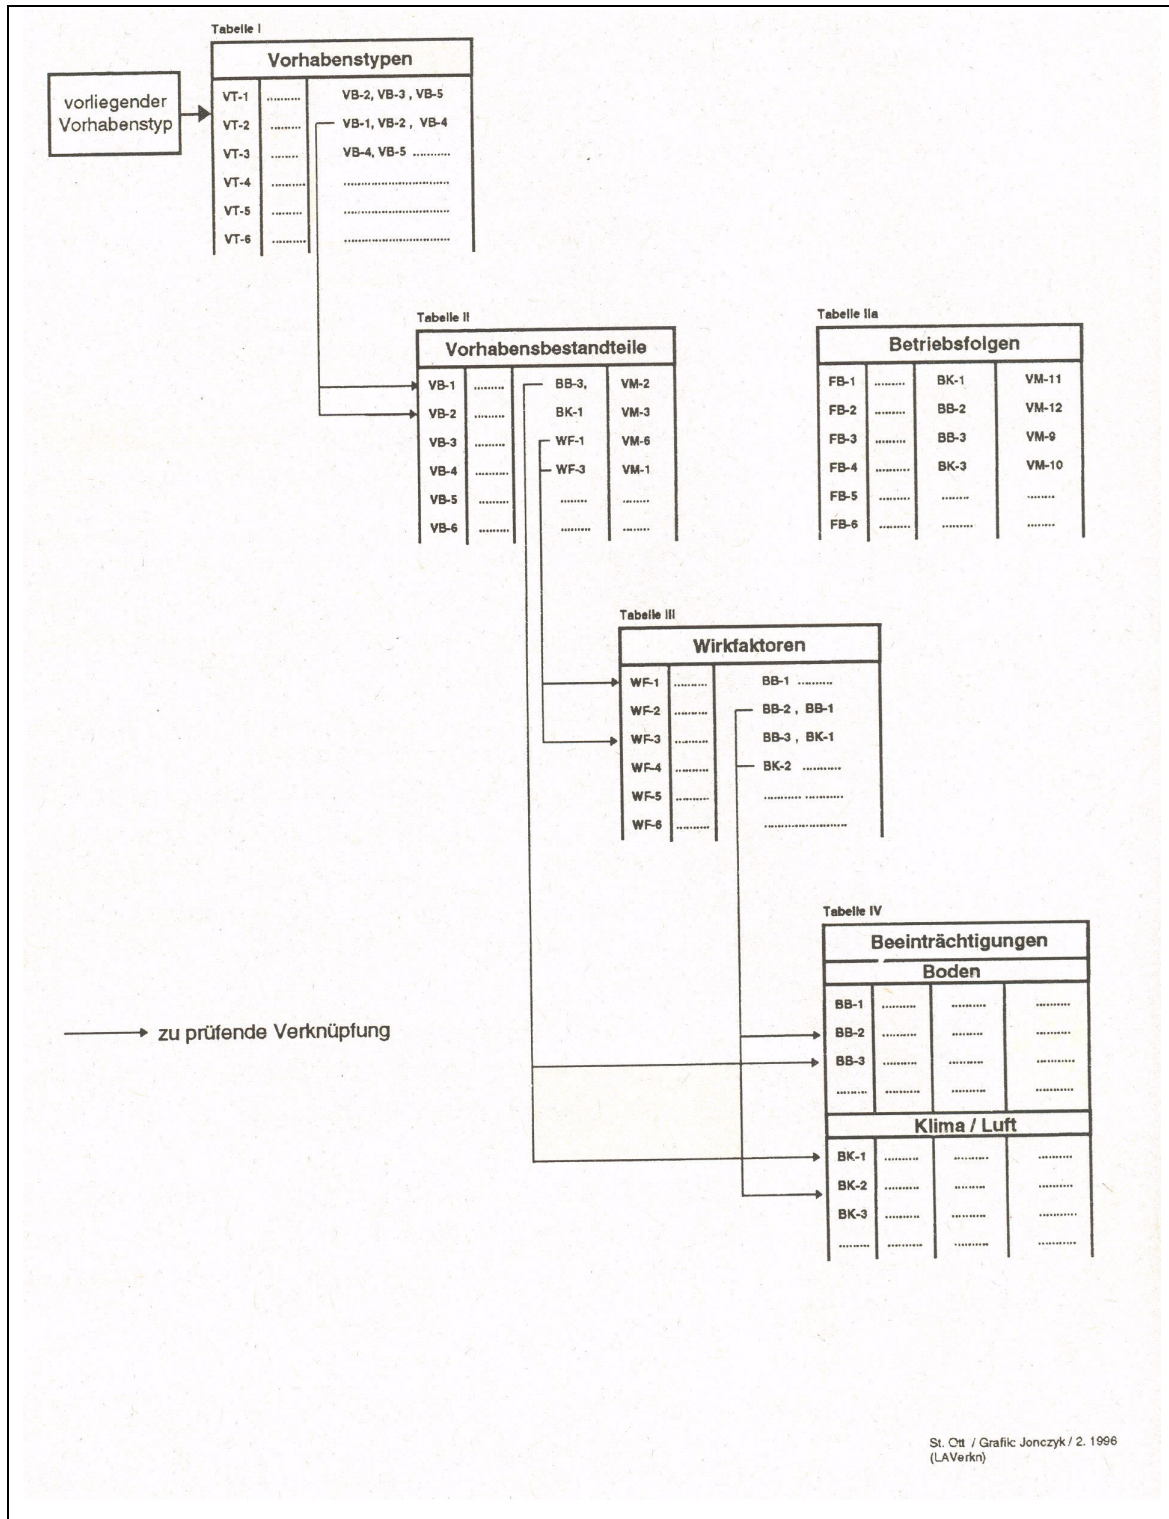 Tabelle I
Vorhabenstypen
vorliegender
Vorhabenstyp
VT-1 .......... VB-2, VB-3 , VB-5
VT-2 ......... VB-1, VB-2 , VB-4
VT-3 ........ VB-4, VB-5 ...........
VT-4 .......... ...............................
VT-5 ......... ...............................
VT-6 .......... ...............................
Tabelle II
Vorhabensbestandteile
VB-1 ......... BB-3, VM-2
VB-2 ......... BK-1 VM-3
VB-3 ......... WF-1 VM-6
VB-4 ......... WF-3 VM-1
VB-5 ......... ........ ........
VB-6 ......... ......... ........
Tabelle IIa
Betriebsfolgen
FB-1 ......... BK-1 VM-11
FB-2 ......... BB-2 VM-12
FB-3 ......... BB-3 VM-9
FB-4 .......... BK-3 VM-10
FB-5 ......... ........ ........
FB-6 ......... ......... ........
Tabelle III
Wirkfaktoren
WF-1 .......... BB-1 ..........
WF-2 .......... BB-2 , BB-1
WF-3 .......... BB-3 , BK-1
WF-4 .......... BK-2 ...........
WF-5 .......... ........... ...........
WF-6 .......... ........................
Tabelle IV
Beeinträchtigungen
Boden
BB-1 .......... .......... ..........
BB-2 .......... .......... ..........
BB-3 .......... .......... ...........
......... .......... .......... ..........
Klima / Luft
BK-1 .......... .......... ...........
BK-2 .......... .......... ..........
BK-3 .......... .......... ...........
......... .......... .......... ...........
zu prüfende Verknüpfung
St. Ott / Grafik: Jonczyk / 2. 1996
(LAVerkn)